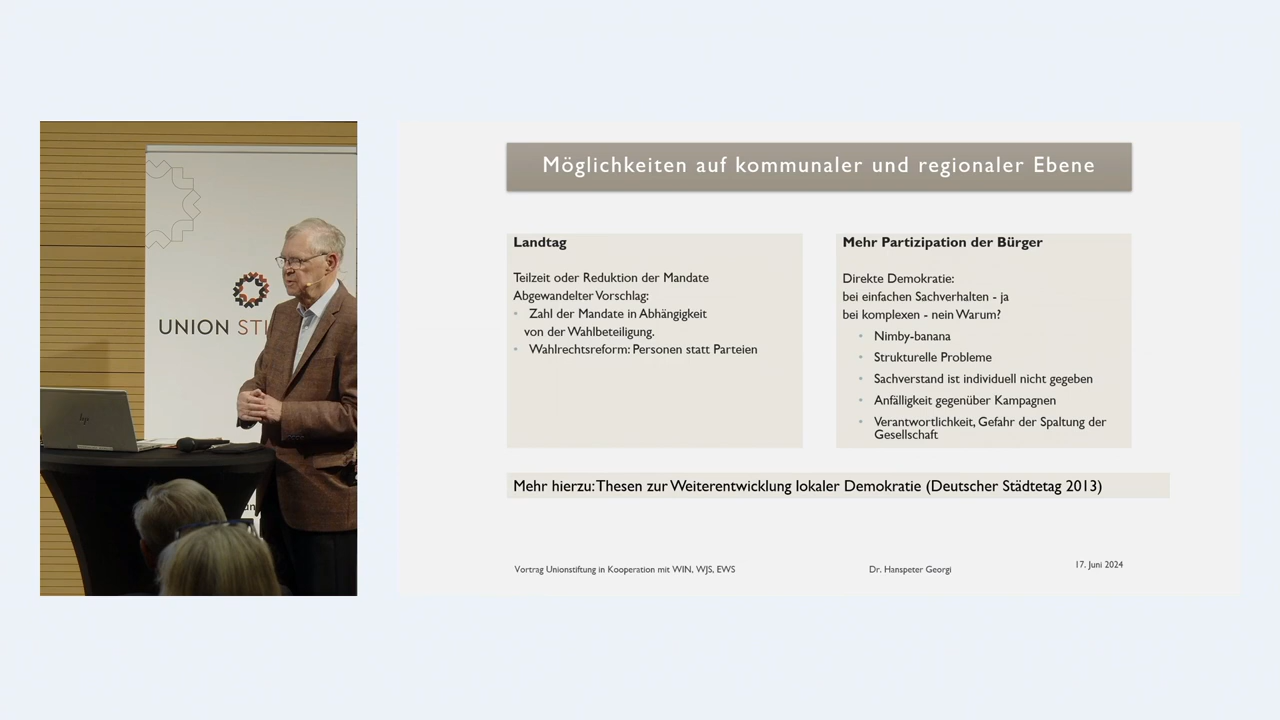 UNION STI
hp
Möglichkeiten auf kommunaler und regionaler Ebene
Landtag
Teilzeit oder Reduktion der Mandate
Abgewandelter Vorschlag:
• Zahl der Mandate in Abhängigkeit
von der Wahlbeteiligung.
• Wahlrechtsreform: Personen statt Parteien
Mehr Partizipation der Bürger
Direkte Demokratie:
bei einfachen Sachverhalten - ja
bei komplexen - nein Warum?
• Nimby-banana
• Strukturelle Probleme
• Sachverstand ist individuell nicht gegeben
• Anfälligkeit gegenüber Kampagnen
• Verantwortlichkeit, Gefahr der Spaltung der
Gesellschaft
Mehr hierzu: Thesen zur Weiterentwicklung lokaler Demokratie (Deutscher Städtetag 2013)
Vortrag Unionstiftung in Kooperation mit WIN, WJS, EWS
Dr. Hanspeter Georgi
17. Juni 2024